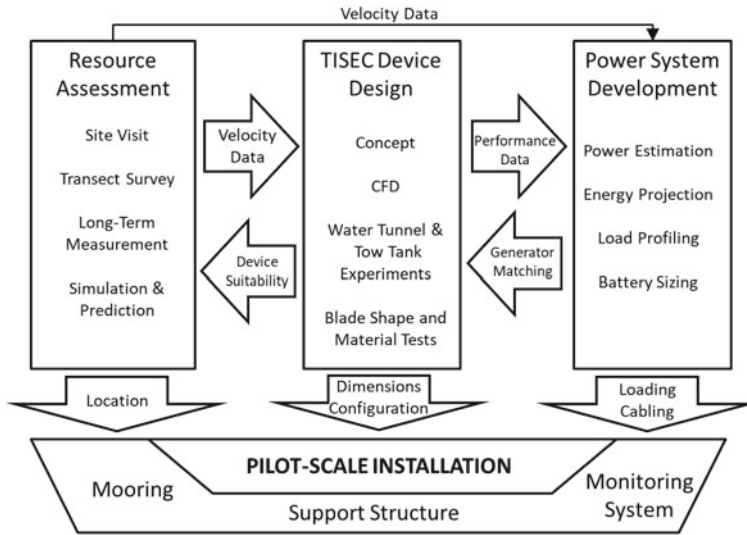 Velocity Data
Resource
Assessment
Site Visit
Transect Survey
Long-Term
Measurement
Simulation &
Prediction
Velocity
Data
Device
Suitability
TISEC Device
Design
Concept
CFD
Water Tunnel &
Tow Tank
Experiments
Blade Shape and
Material Tests
Performance
Data
Generator
Matching
Power System
Development
Power Estimation
Energy Projection
Load Profiling
Battery Sizing
Location
Dimensions
Configuration
Loading
Cabling
PILOT-SCALE INSTALLATION
Mooring
Support Structure
Monitoring
System